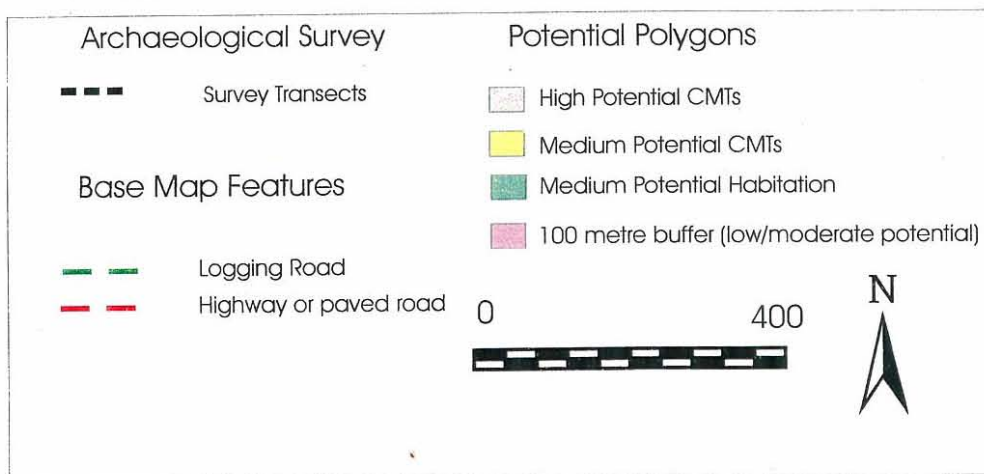 Archaeological Survey
Survey Transects
Base Map Features
Logging Road
Highway or paved road
Potential Polygons
High Potential CMTs
Medium Potential CMTs
Medium Potential Habitation
100 metre buffer (low/moderate potential)
0 400
N